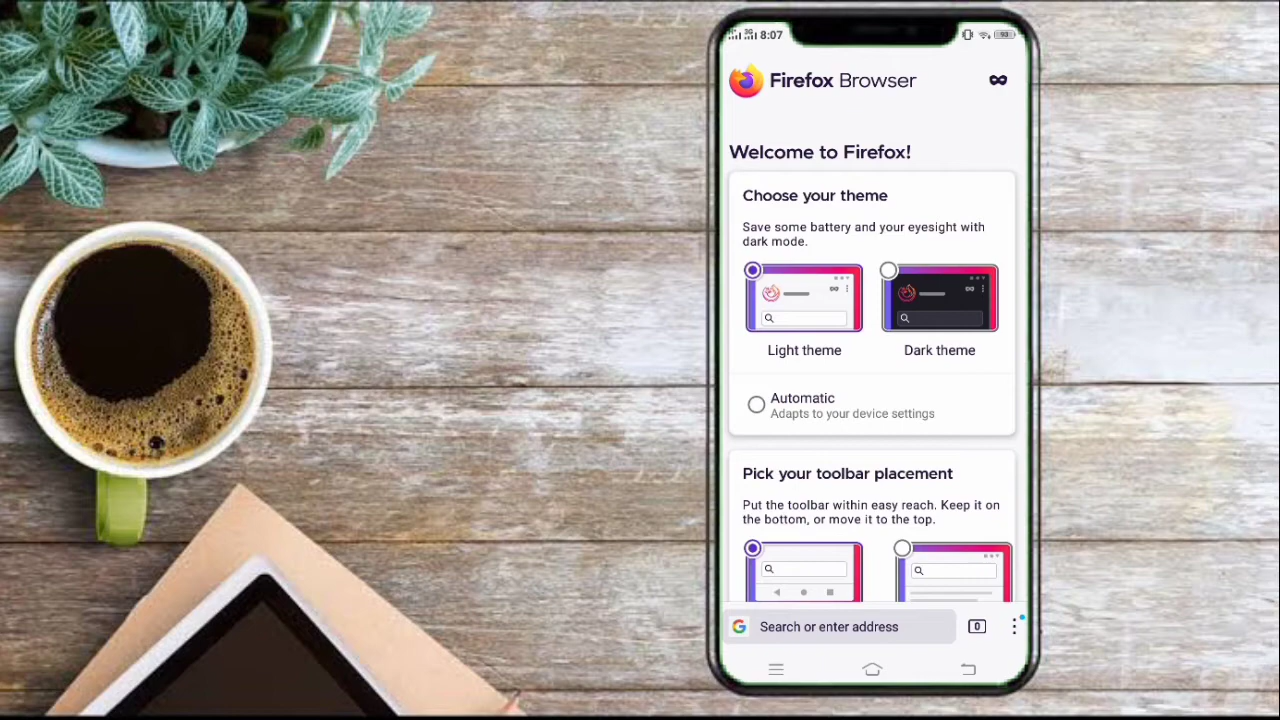 3G 8:07 93
Firefox Browser
Welcome to Firefox!
Choose your theme
Save some battery and your eyesight with
dark mode.
Light theme
Dark theme
Automatic
Adapts to your device settings
Pick your toolbar placement
Put the toolbar within easy reach. Keep it on
the bottom, or move it to the top.
G Search or enter address 0